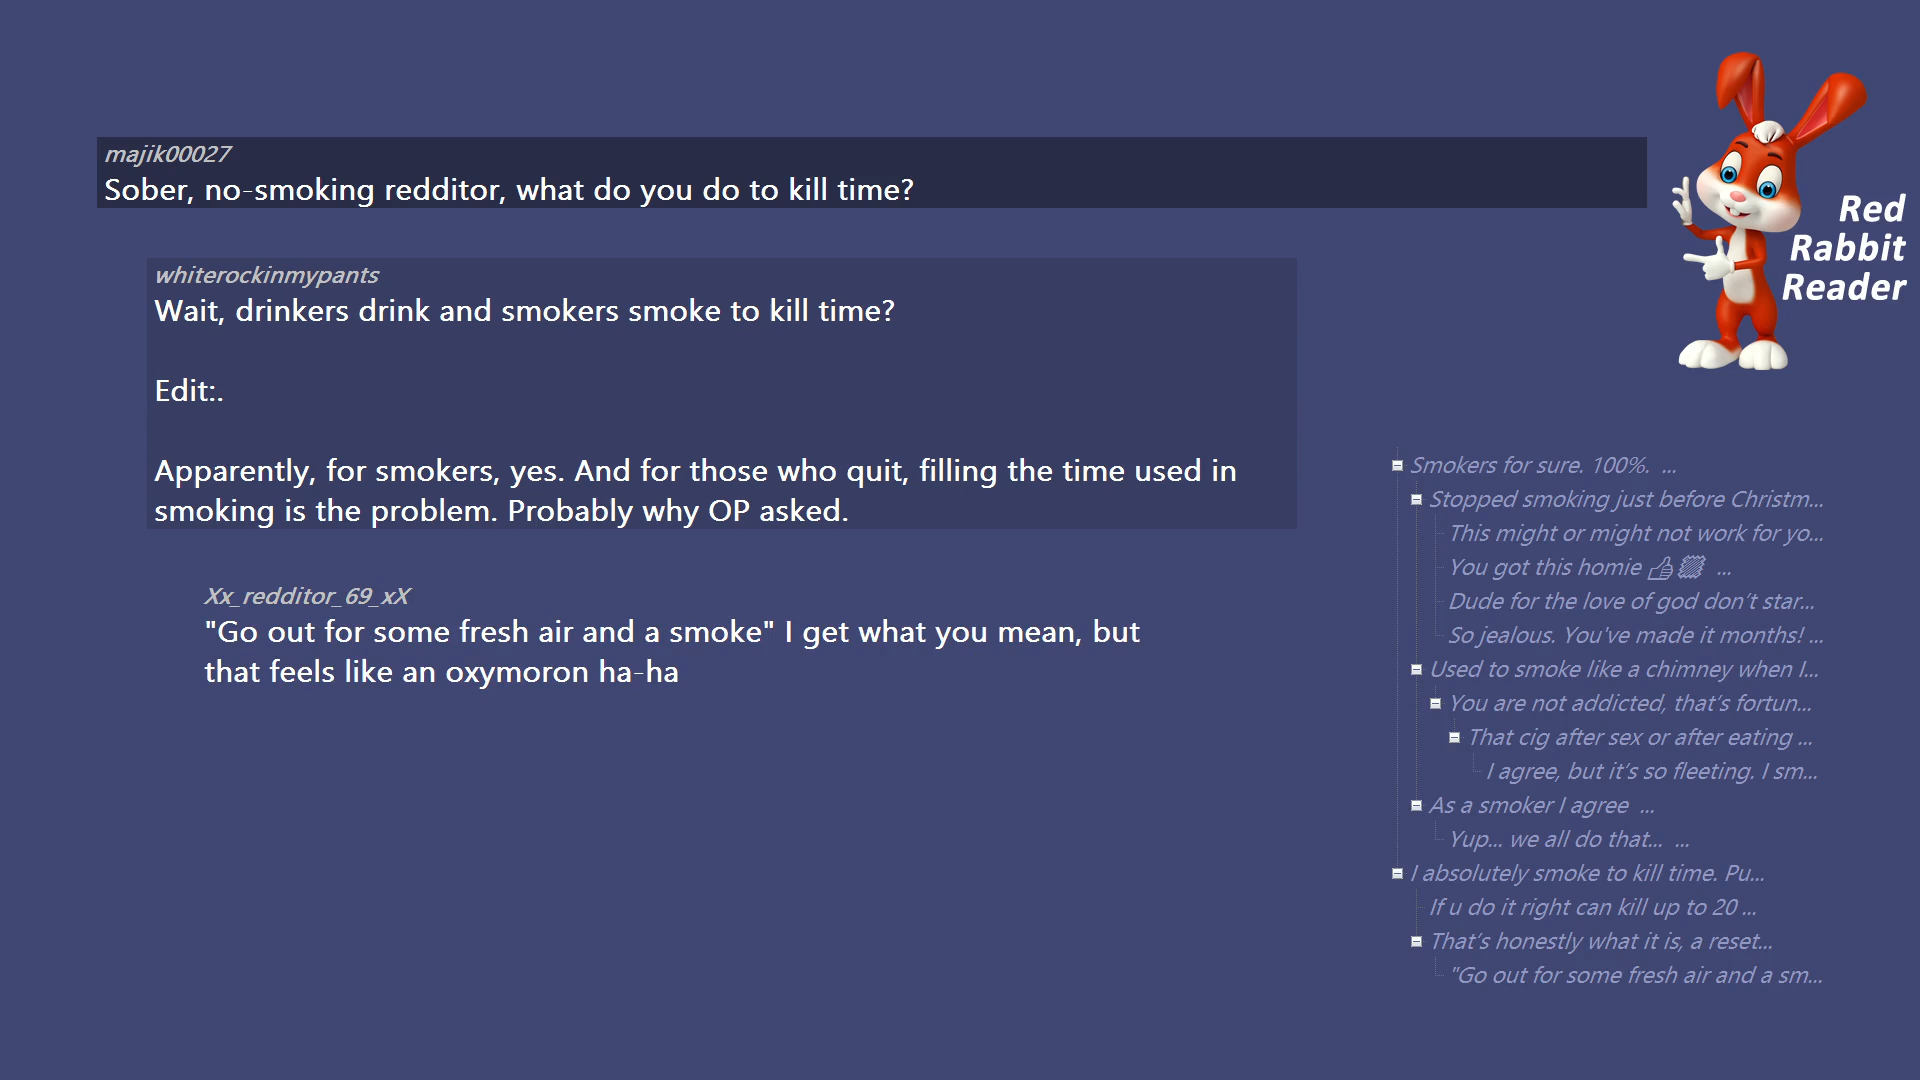 majik00027
Sober, no-smoking redditor, what do you do to kill time?
whiterockinmypants
Wait, drinkers drink and smokers smoke to kill time?
Edit:.
Apparently, for smokers, yes. And for those who quit, filling the time used in
smoking is the problem. Probably why OP asked.
Xx_redditor_69_xX
"Go out for some fresh air and a smoke" I get what you mean, but
that feels like an oxymoron ha-ha
Red
Rabbit
Reader
Smokers for sure. 100%. ...
Stopped smoking just before Christm...
This might or might not work for yo...
You got this homie 👍 ...
Dude for the love of god don’t star...
So jealous. You've made it months! ...
Used to smoke like a chimney when I...
You are not addicted, that’s fortun...
That cig after sex or after eating ...
I agree, but it’s so fleeting. I sm...
As a smoker I agree ...
Yup... we all do that... ...
I absolutely smoke to kill time. Pu...
If u do it right can kill up to 20 ...
That’s honestly what it is, a reset...
"Go out for some fresh air and a sm...